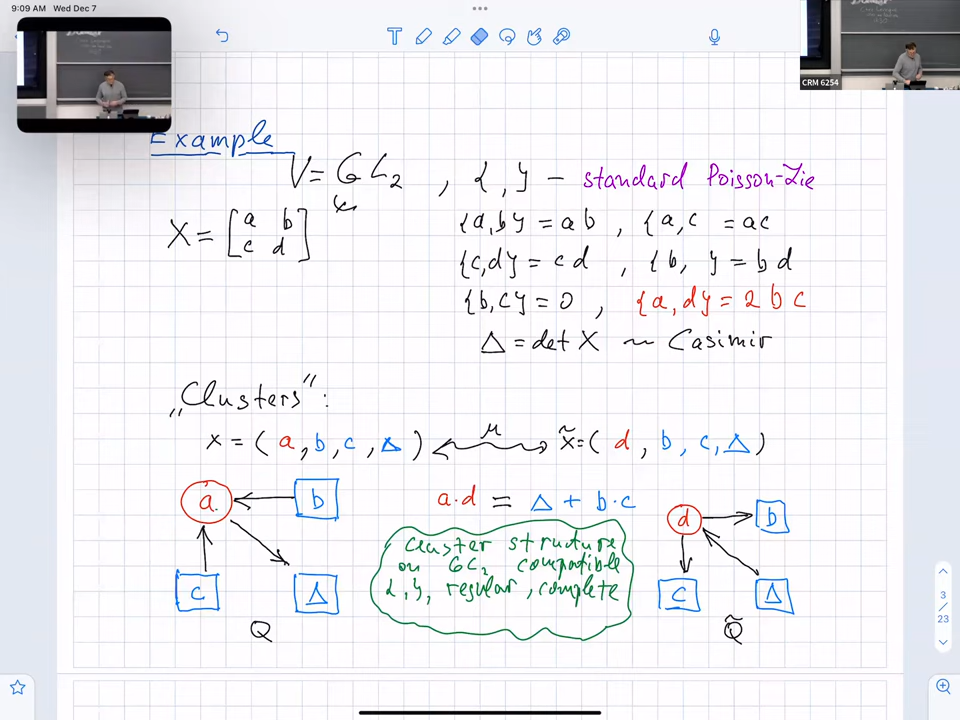 9:09 AM Wed Dec 7
CRM 6254
Example
V = GL₂ , { , } – standard Poisson-Lie
X = [a b
c d]
{a,b} = ab , {a,c = ac
{c,d} = cd , {b, } = bd
{b,c} = 0 , {a,d} = 2bc
Δ = det X ~ Casimir
„Clusters":
x = (a, b, c, Δ) ⟷ μ x̃ = (d, b, c, Δ)
a b
a·d = Δ + b·c
d b
cluster structure
on GL₂ compatible
{,}, regular, complete
c Δ
c Δ
Q
Q̃
3
/
23